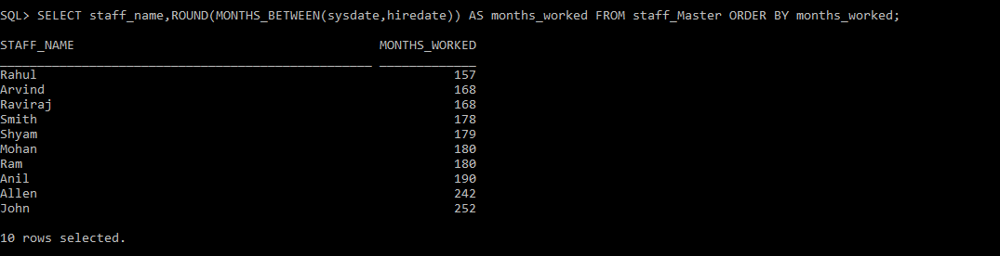 SQL> SELECT staff_name,ROUND(MONTHS_BETWEEN(sysdate,hiredate)) AS months_worked FROM staff_Master ORDER BY months_worked;
STAFF_NAME MONTHS_WORKED
__________________________________________________ _____________
Rahul 157
Arvind 168
Raviraj 168
Smith 178
Shyam 179
Mohan 180
Ram 180
Anil 190
Allen 242
John 252
10 rows selected.